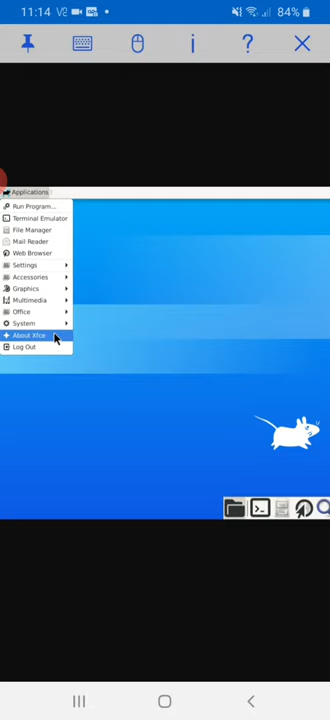 11:14
84%
Applications
Run Program...
Terminal Emulator
File Manager
Mail Reader
Web Browser
Settings
Accessories
Graphics
Multimedia
Office
System
About Xfce
Log Out